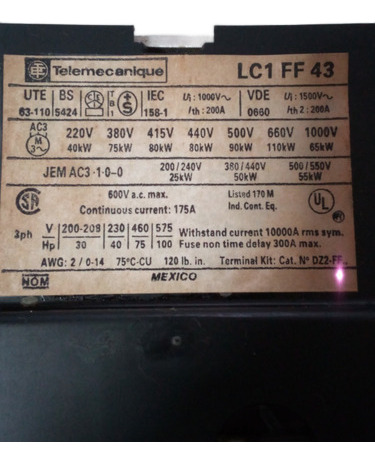 Telemecanique LC1 FF 43
UTE BS IEC Ui: 1000V~ VDE Ui: 1500V~
63-110 5424 158-1 Ith: 200A 0660 Ith 2: 200A
AC3 220V 380V 415V 440V 500V 660V 1000V
M 3~ 40kW 75kW 80kW 80kW 90kW 110kW 65kW
JEM AC3-1-0-0 200/240V 380/440V 500/550V
25kW 50kW 55kW
600V a.c. max. Listed 170 M
Continuous current: 175A Ind. Cont. Eq.
3ph V 200-209 230 460 575 Withstand current 10000A rms sym.
Hp 30 40 75 100 Fuse non time delay 300A max.
AWG: 2/0-14 75°C-CU 120 lb. in. Terminal Kit: Cat. N° DZ2-FF
NOM MEXICO